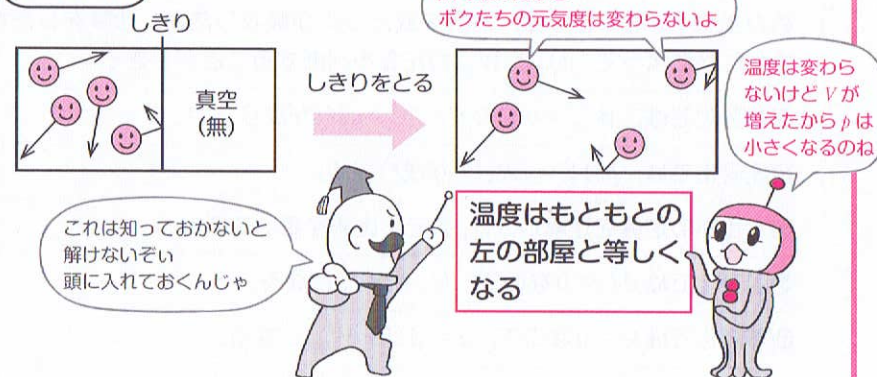 しきり
真空
(無)
しきりをとる
ボクたちの元気度は変わらないよ
温度は変わら
ないけど V が
増えたから p は
小さくなるのね
これは知っておかないと
解けないぞぃ
頭に入れておくんじゃ
温度はもともとの
左の部屋と等しく
なる